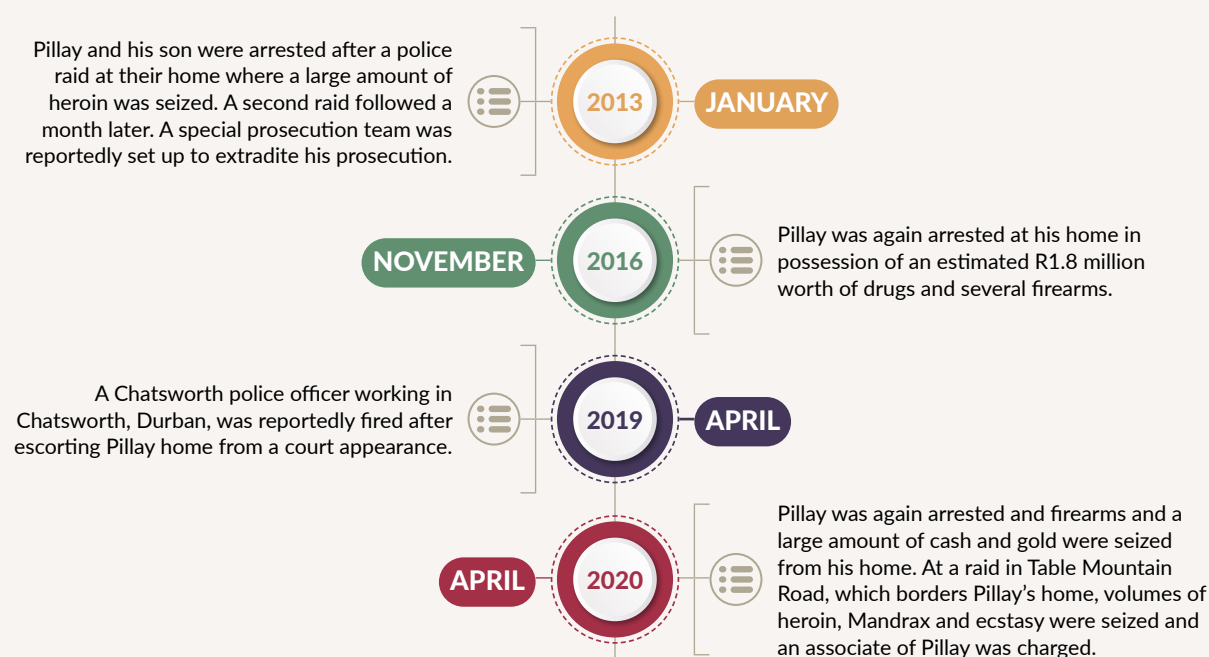 Pillay and his son were arrested after a police
raid at their home where a large amount of
heroin was seized. A second raid followed a
month later. A special prosecution team was
reportedly set up to extradite his prosecution.
2013
JANUARY
NOVEMBER
2016
Pillay was again arrested at his home in
possession of an estimated R1.8 million
worth of drugs and several firearms.
A Chatsworth police officer working in
Chatsworth, Durban, was reportedly fired after
escorting Pillay home from a court appearance.
2019
APRIL
APRIL
2020
Pillay was again arrested and firearms and a
large amount of cash and gold were seized
from his home. At a raid in Table Mountain
Road, which borders Pillay’s home, volumes of
heroin, Mandrax and ecstasy were seized and
an associate of Pillay was charged.